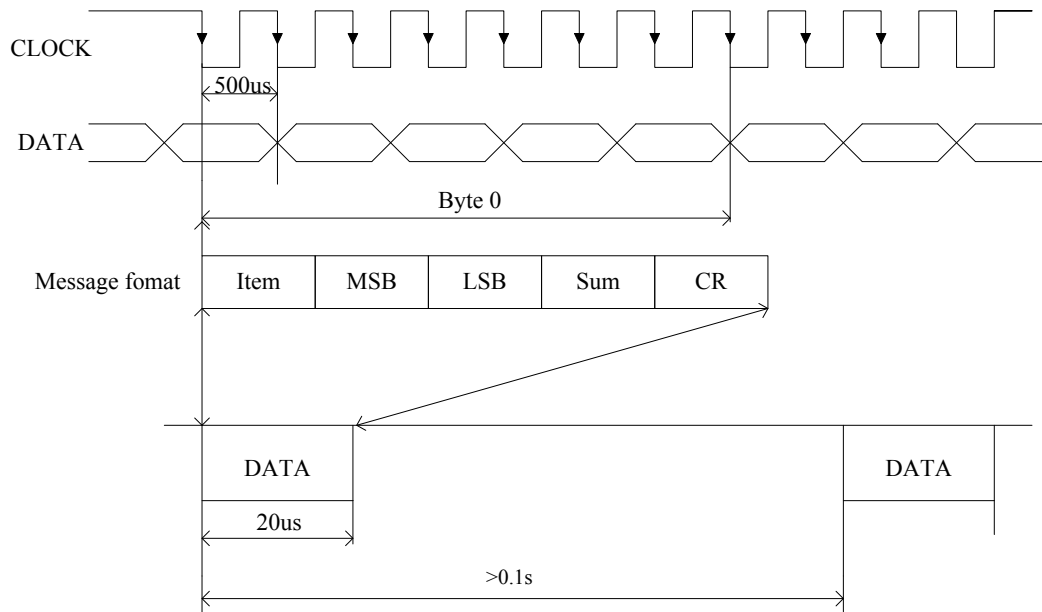 CLOCK
500us
DATA
Byte 0
Message fomat
Item
MSB
LSB
Sum
CR
DATA
DATA
20us
>0.1s